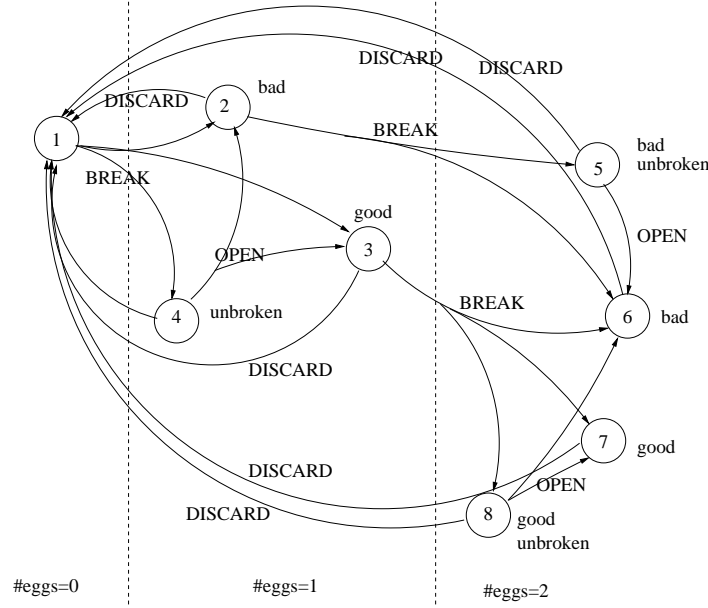 DISCARD
DISCARD
bad
DISCARD
2
1
BREAK
bad
unbroken
5
BREAK
good
OPEN
OPEN
3
BREAK
4
unbroken
6
bad
DISCARD
7
good
DISCARD
OPEN
DISCARD
8
good
unbroken
#eggs=0
#eggs=1
#eggs=2